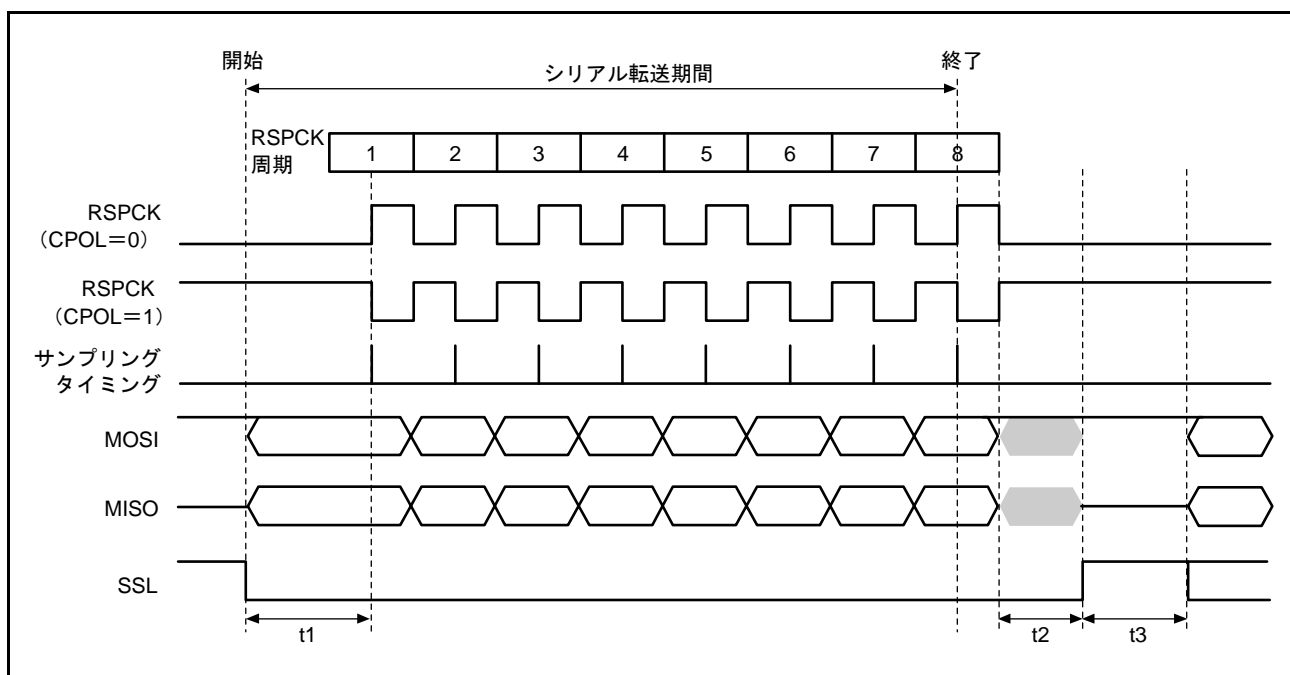 開始
シリアル転送期間
終了
RSPCK
周期
1 2 3 4 5 6 7 8
RSPCK
(CPOL=0)
RSPCK
(CPOL=1)
サンプリング
タイミング
MOSI
MISO
SSL
t1
t2
t3